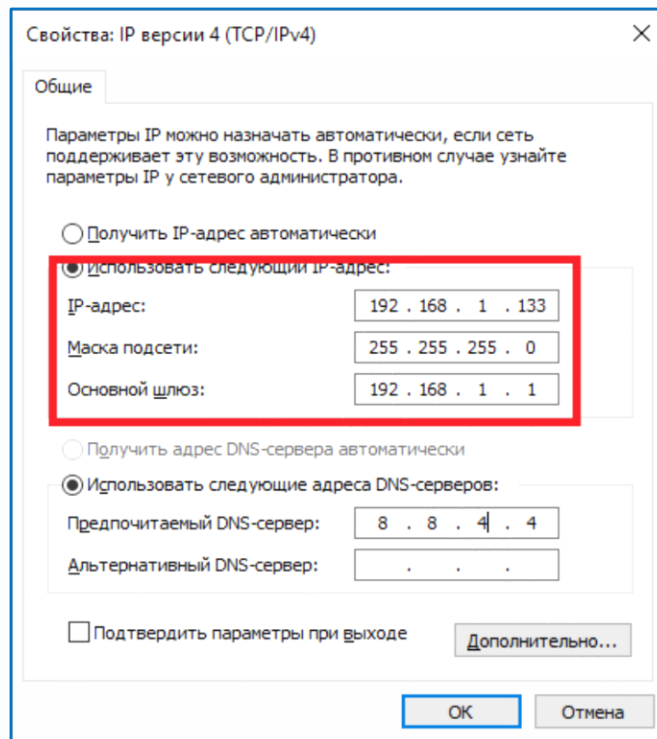 Свойства: IP версии 4 (TCP/IPv4)
Общие
Параметры IP можно назначать автоматически, если сеть
поддерживает эту возможность. В противном случае узнайте
параметры IP у сетевого администратора.
Получить IP-адрес автоматически
Использовать следующий IP-адрес:
IP-адрес: 192 . 168 . 1 . 133
Маска подсети: 255 . 255 . 255 . 0
Основной шлюз: 192 . 168 . 1 . 1
Получить адрес DNS-сервера автоматически
Использовать следующие адреса DNS-серверов:
Предпочитаемый DNS-сервер: 8 . 8 . 4 . 4
Альтернативный DNS-сервер: . . .
Подтвердить параметры при выходе
Дополнительно...
ОК
Отмена